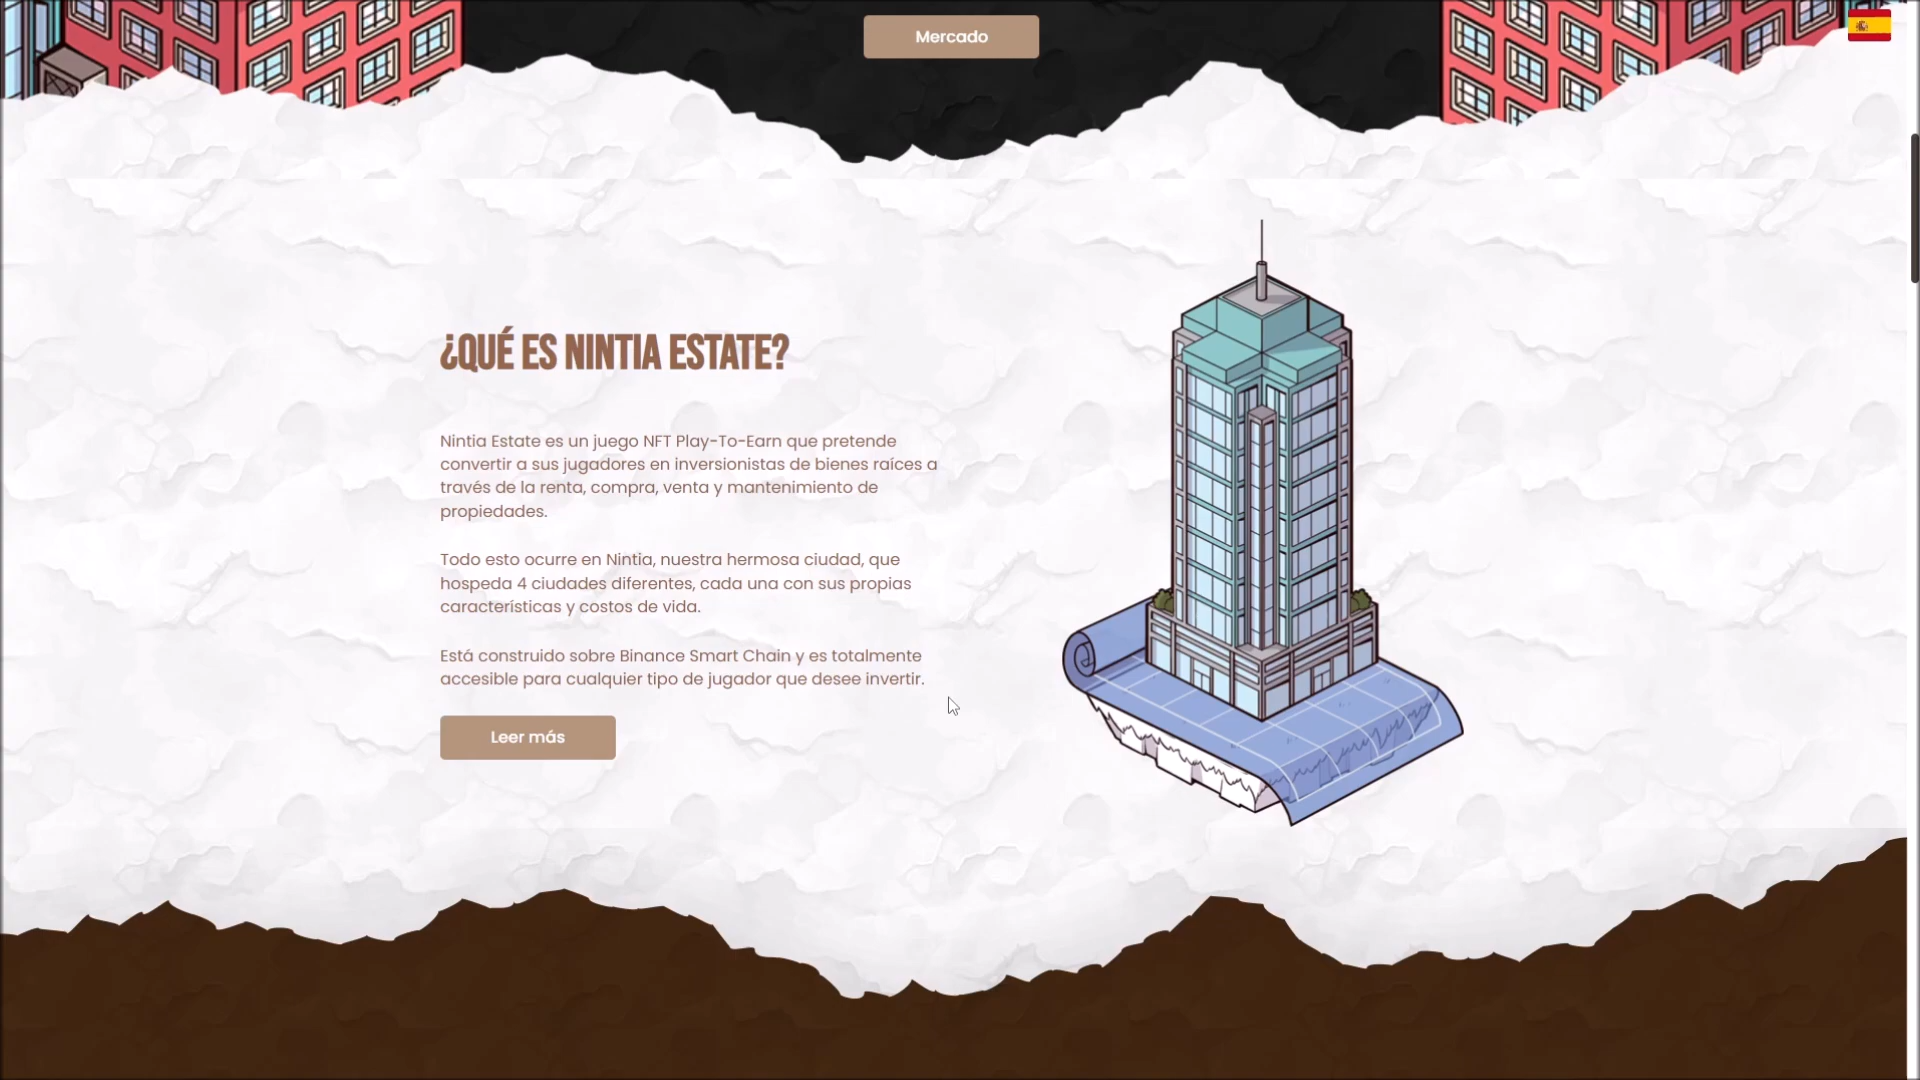 Mercado
¿QUÉ ES NINTIA ESTATE?
Nintia Estate es un juego NFT Play-To-Earn que pretende
convertir a sus jugadores en inversionistas de bienes raíces a
través de la renta, compra, venta y mantenimiento de
propiedades.
Todo esto ocurre en Nintia, nuestra hermosa ciudad, que
hospeda 4 ciudades diferentes, cada una con sus propias
características y costos de vida.
Está construido sobre Binance Smart Chain y es totalmente
accesible para cualquier tipo de jugador que desee invertir.
Leer más